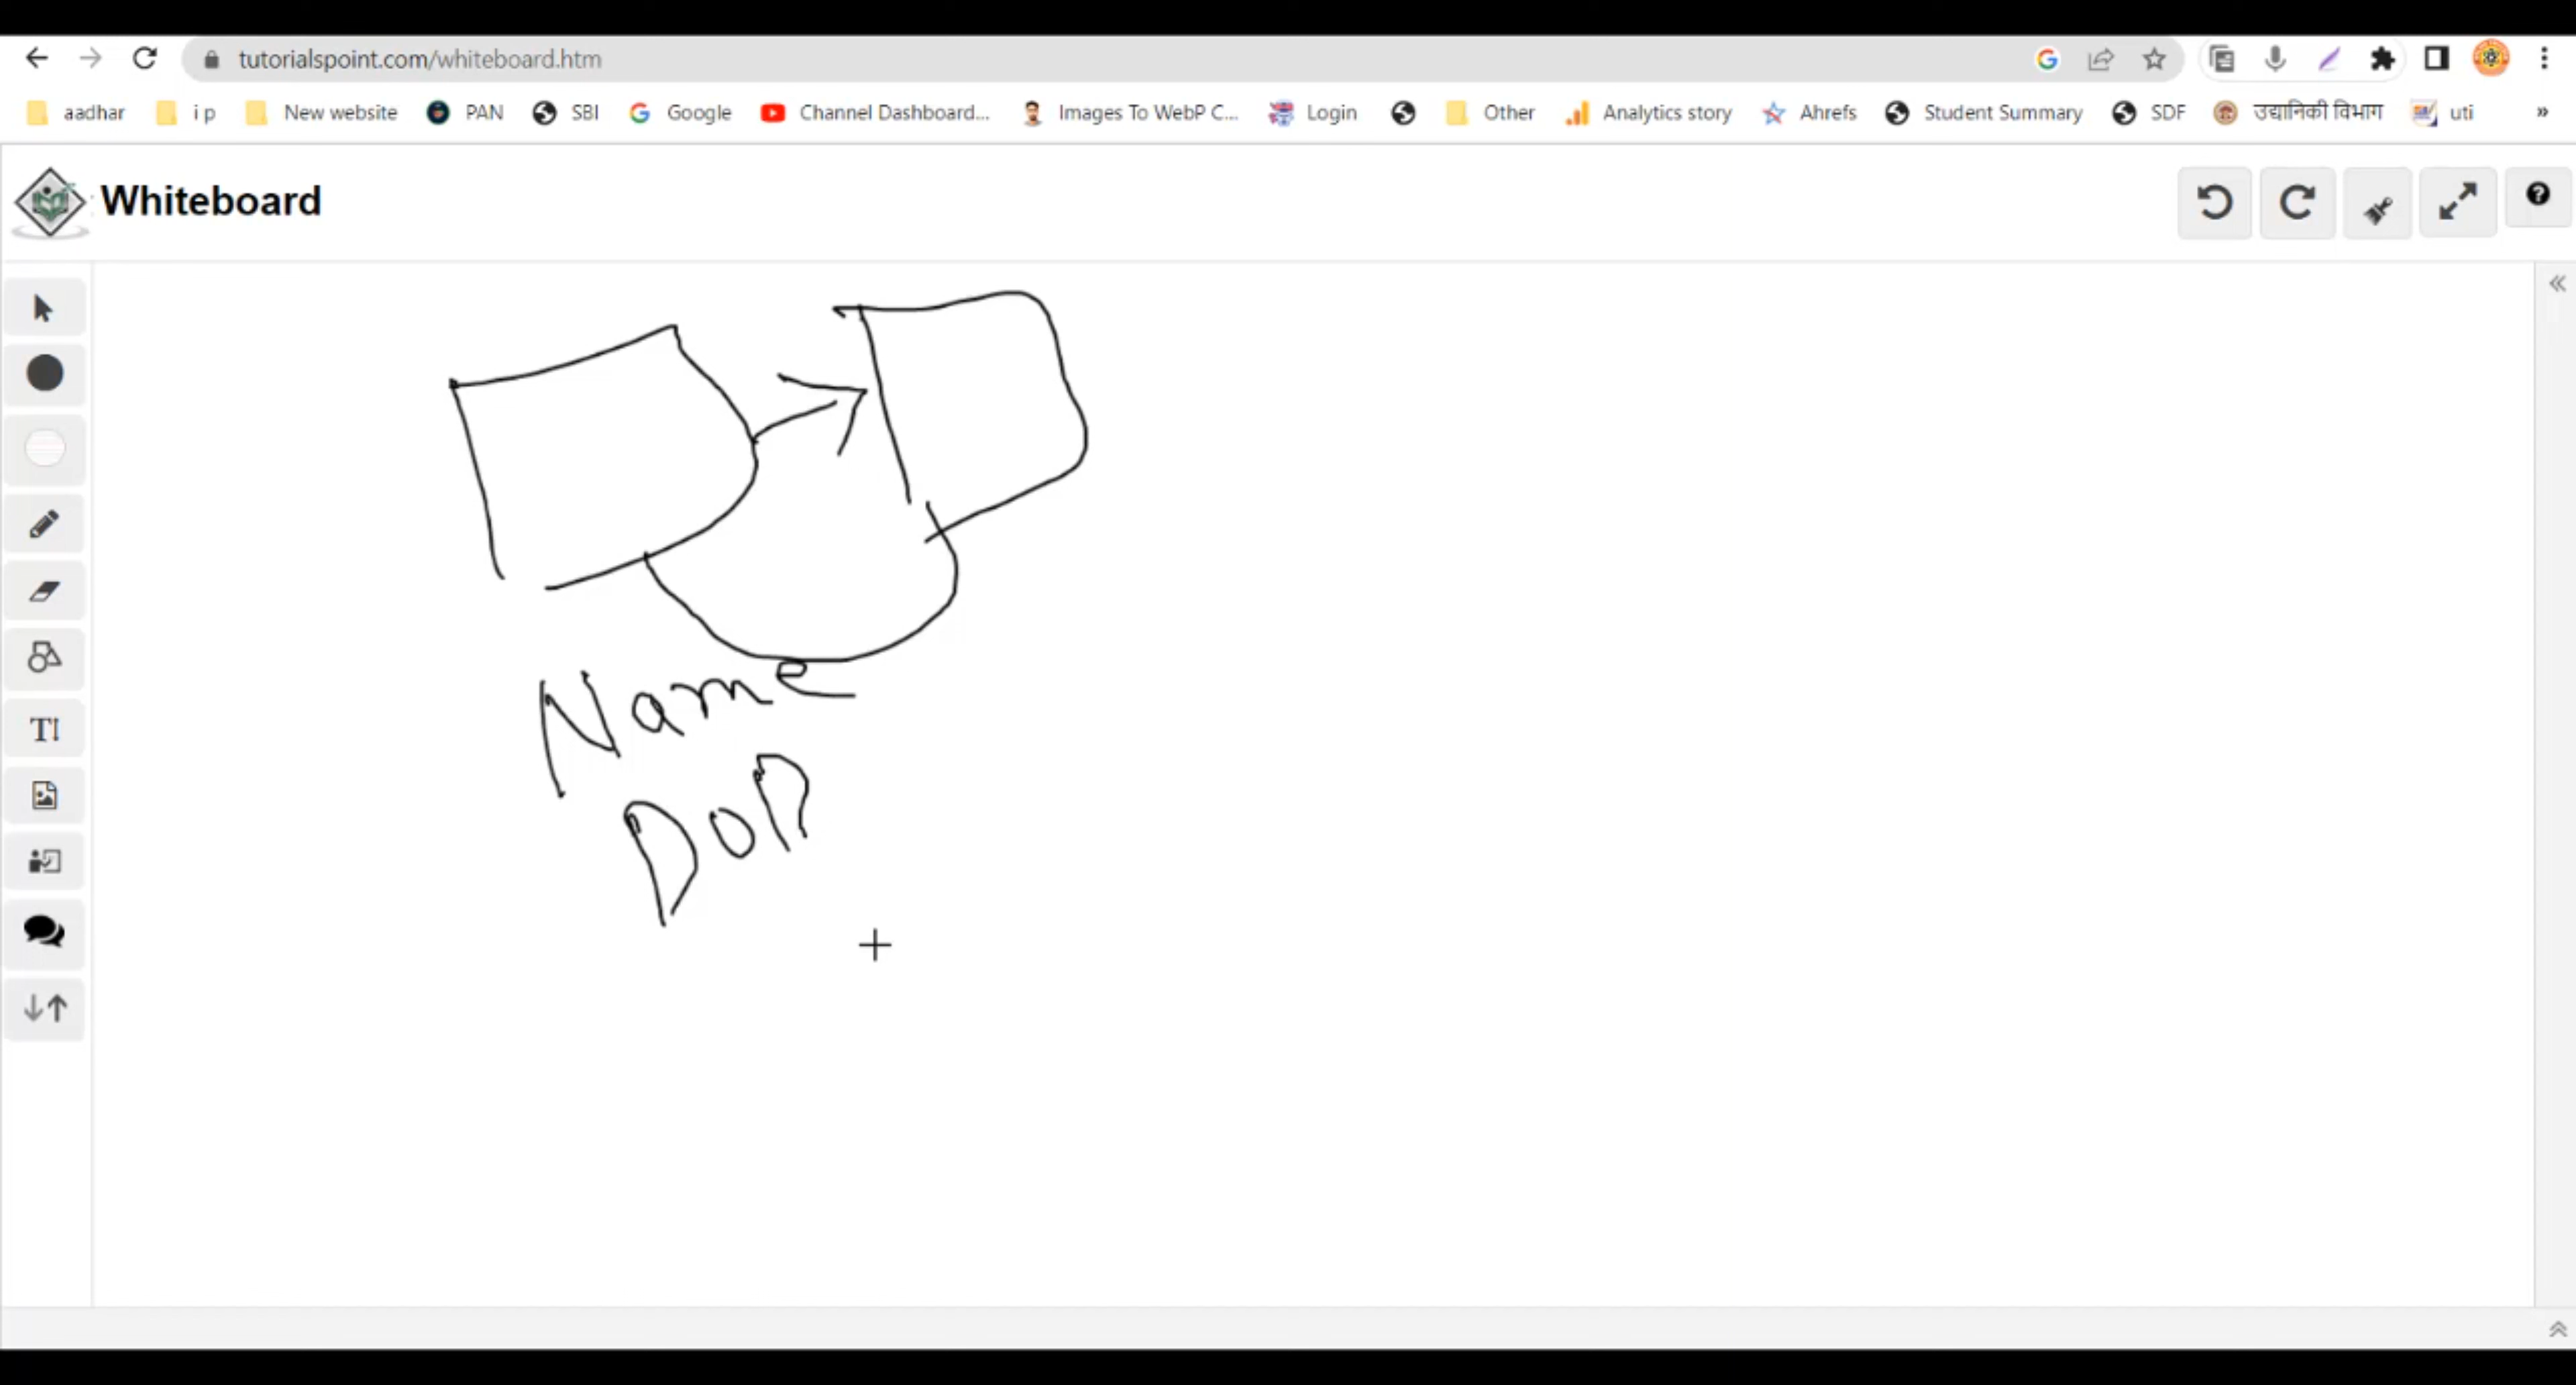 tutorialspoint.com/whiteboard.htm
aadhar i p New website PAN SBI Google Channel Dashboard... Images To WebP C... Login Other Analytics story Ahrefs Student Summary SDF उद्यानिकी विभाग uti »
Whiteboard
Name